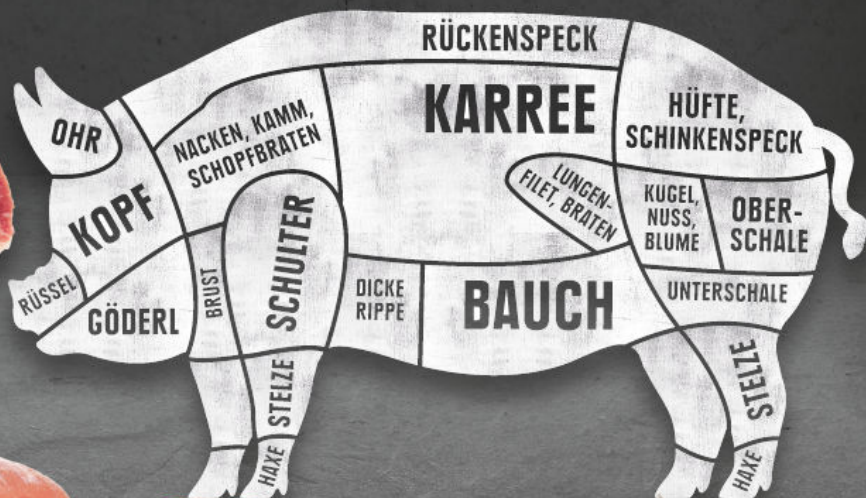 RÜCKENSPECK
OHR
NACKEN, KAMM,
SCHOPFBRATEN
KARREE
HÜFTE,
SCHINKENSPECK
KOPF
LUNGEN-
FILET, BRATEN
KUGEL,
NUSS,
BLUME
OBER-
SCHALE
RÜSSEL
GÖDERL
BRUST
SCHULTER
DICKE
RIPPE
BAUCH
UNTERSCHALE
STELZE
STELZE
HAXE
HAXE